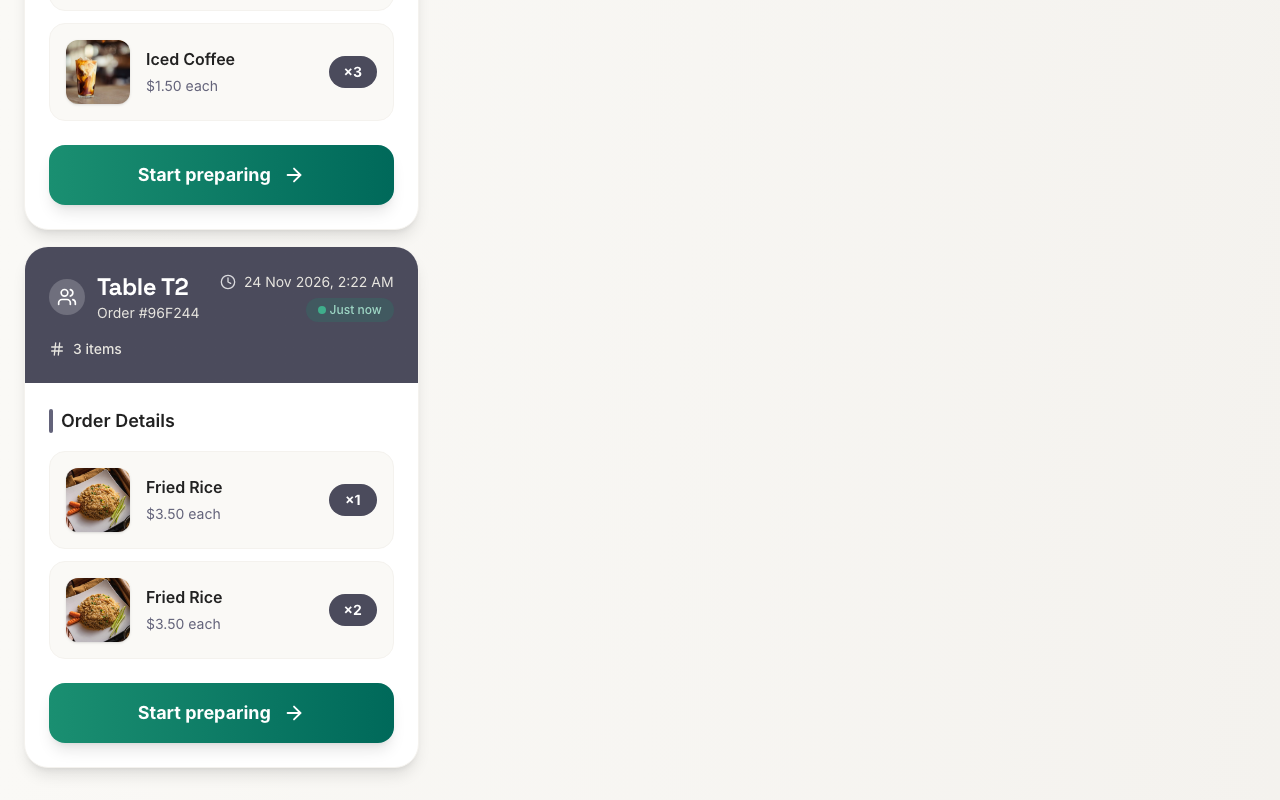 Iced Coffee
$1.50 each
×3
Start preparing
Table T2
Order #96F244
24 Nov 2026, 2:22 AM
Just now
3 items
Order Details
Fried Rice
$3.50 each
×1
Fried Rice
$3.50 each
×2
Start preparing